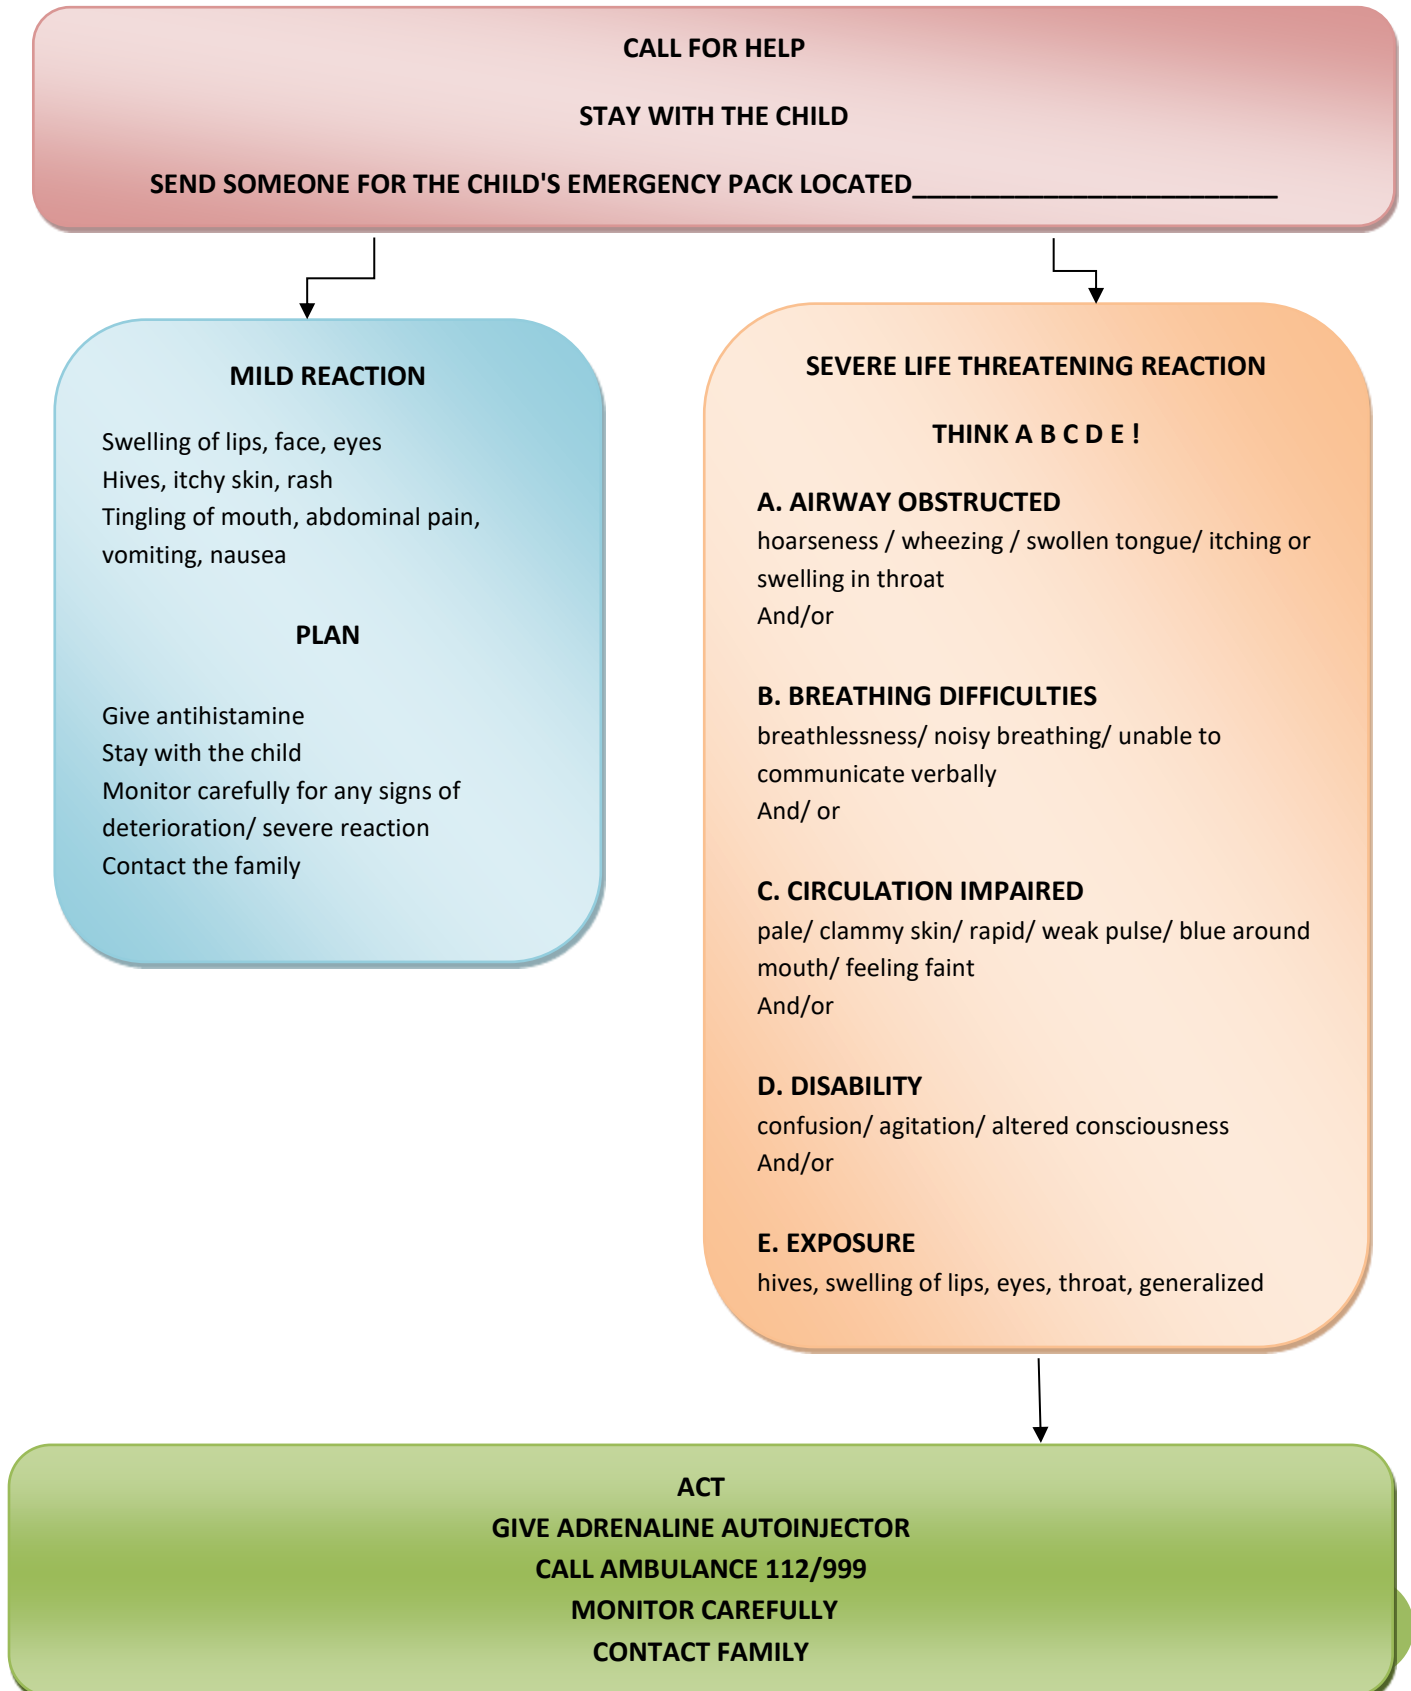 CALL FOR HELP
STAY WITH THE CHILD
SEND SOMEONE FOR THE CHILD'S EMERGENCY PACK LOCATED_________________________
MILD REACTION
Swelling of lips, face, eyes
Hives, itchy skin, rash
Tingling of mouth, abdominal pain,
vomiting, nausea
PLAN
Give antihistamine
Stay with the child
Monitor carefully for any signs of
deterioration/ severe reaction
Contact the family
SEVERE LIFE THREATENING REACTION
THINK A B C D E !
A. AIRWAY OBSTRUCTED
hoarseness / wheezing / swollen tongue/ itching or
swelling in throat
And/or
B. BREATHING DIFFICULTIES
breathlessness/ noisy breathing/ unable to
communicate verbally
And/ or
C. CIRCULATION IMPAIRED
pale/ clammy skin/ rapid/ weak pulse/ blue around
mouth/ feeling faint
And/or
D. DISABILITY
confusion/ agitation/ altered consciousness
And/or
E. EXPOSURE
hives, swelling of lips, eyes, throat, generalized
ACT
GIVE ADRENALINE AUTOINJECTOR
CALL AMBULANCE 112/999
MONITOR CAREFULLY
CONTACT FAMILY